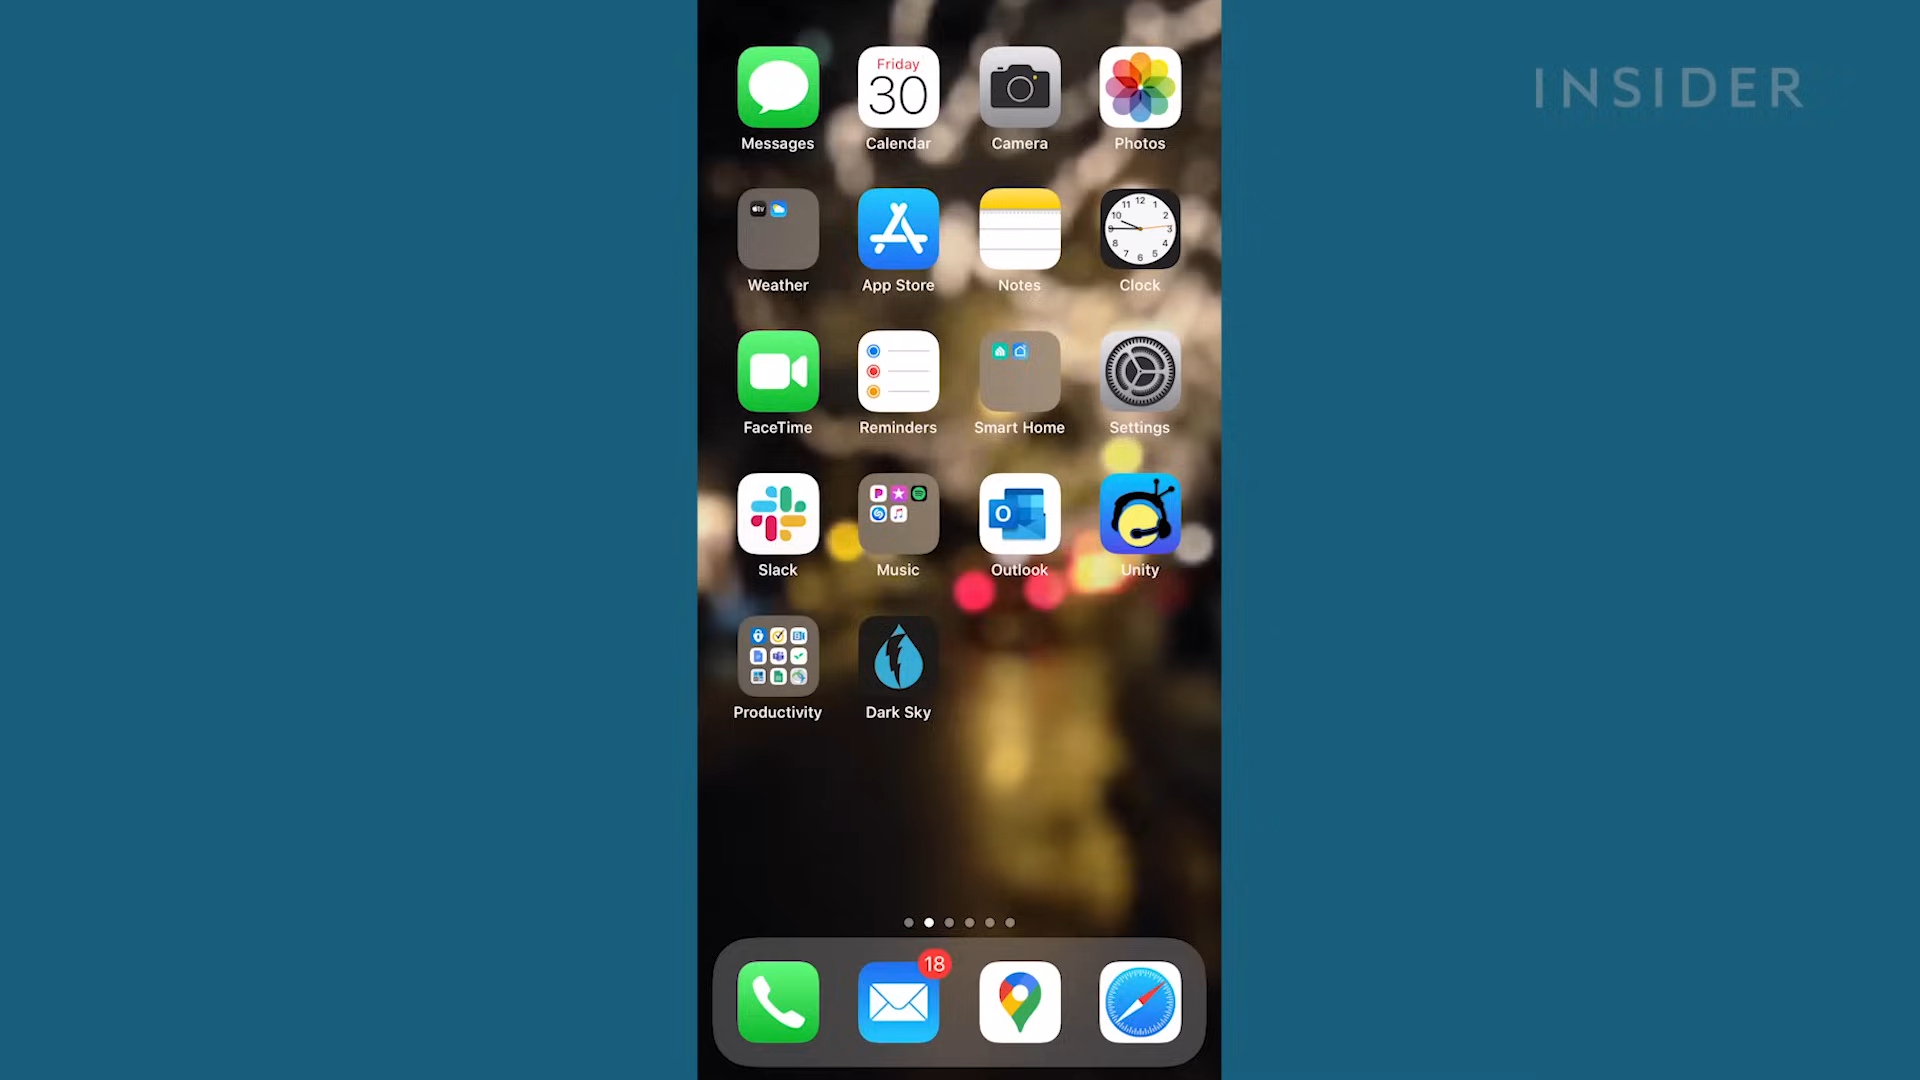 INSIDER
Friday
30
Messages Calendar Camera Photos
Weather App Store Notes Clock
FaceTime Reminders Smart Home Settings
Slack Music Outlook Unity
Productivity Dark Sky
18